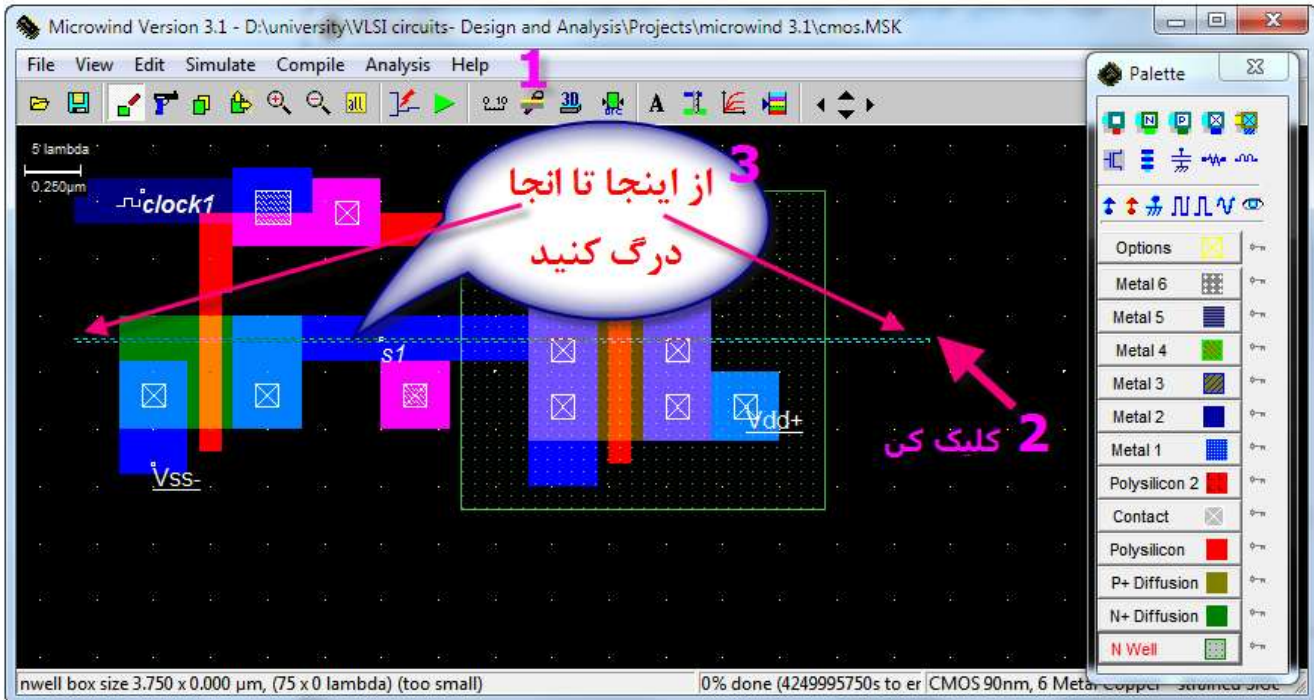 Microwind Version 3.1 - D:\university\VLSI circuits- Design and Analysis\Projects\microwind 3.1\cmos.MSK
File View Edit Simulate Compile Analysis Help
1
A
5 lambda
0.250µm
clock1
از اینجا تا انجا
درگ کنید
3
s1
Vdd+
Vss-
2 کلیک کن
Palette
Options
Metal 6
Metal 5
Metal 4
Metal 3
Metal 2
Metal 1
Polysilicon 2
Contact
Polysilicon
P+ Diffusion
N+ Diffusion
N Well
nwell box size 3.750 x 0.000 µm, (75 x 0 lambda) (too small)
0% done (4249995750s to er
CMOS 90nm, 6 Metal Copper